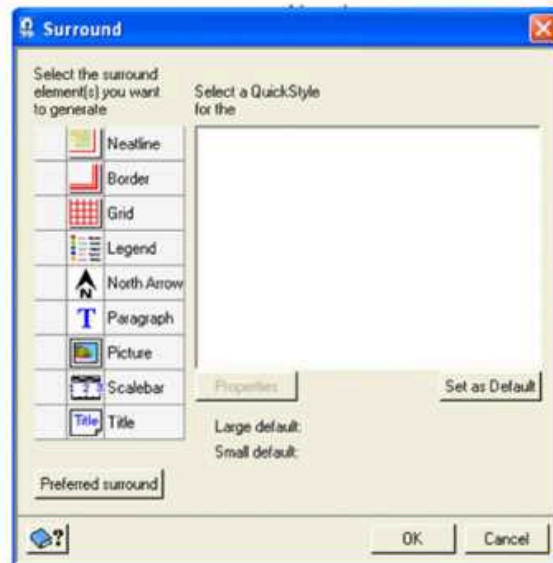 Surround
Select the surround
element(s) you want
to generate
Select a QuickStyle
for the
Neatline
Border
Grid
Legend
N
North Arrow
T
Paragraph
Picture
Scalebar
Title
Title
Properties
Set as Default
Large default:
Small default:
Preferred surround
?
OK
Cancel